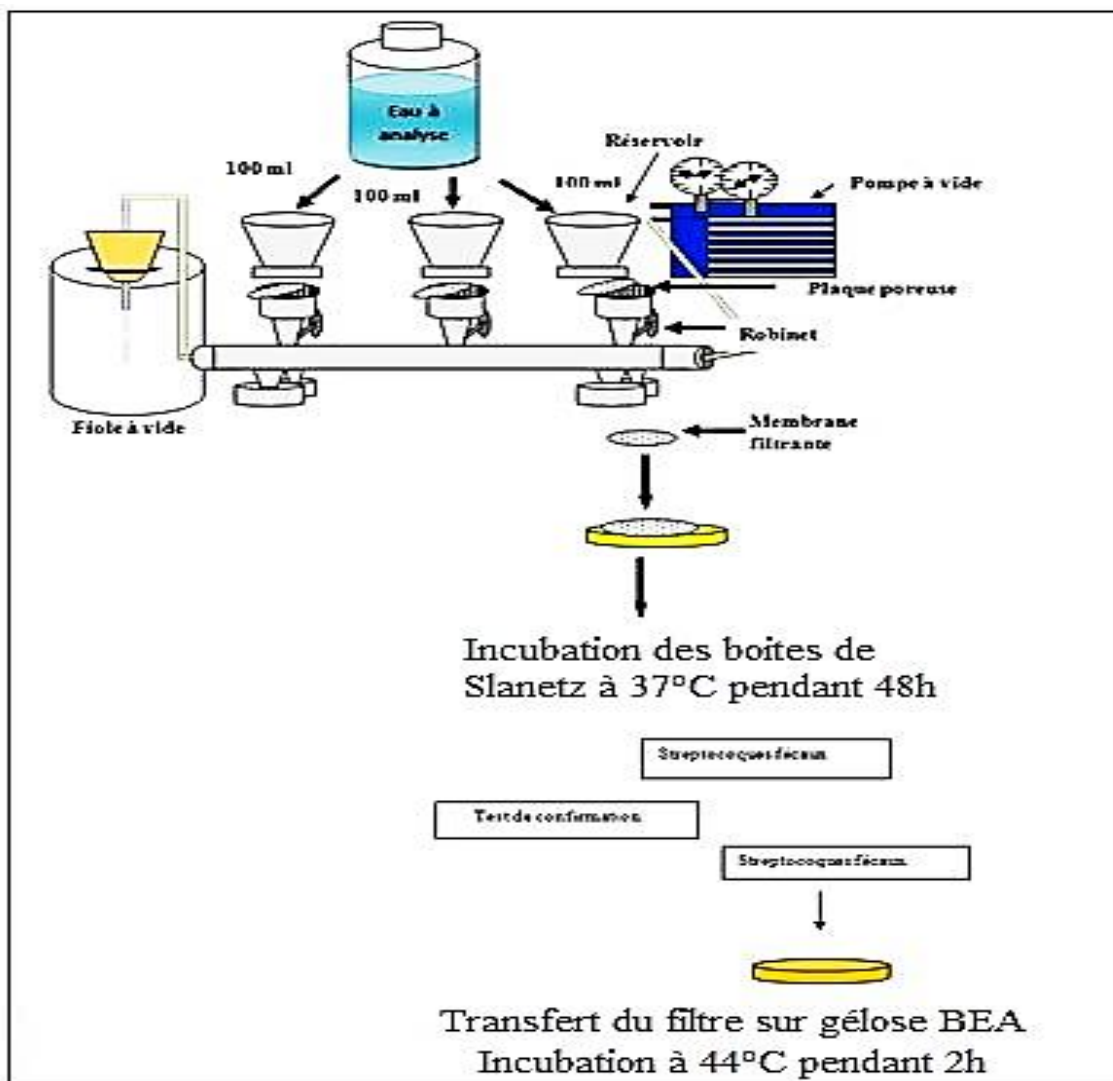 Eau à
analyse
Réservoir
100 ml
100 ml
100 ml
Pompe à vide
Plaque poreuse
Robinet
Fiole à vide
Membrane
filtrante
Incubation des boites de
Slanetz à 37°C pendant 48h
Streptocoques fécaux
Test de confirmation
Streptocoques fécaux
Transfert du filtre sur gélose BEA
Incubation à 44°C pendant 2h